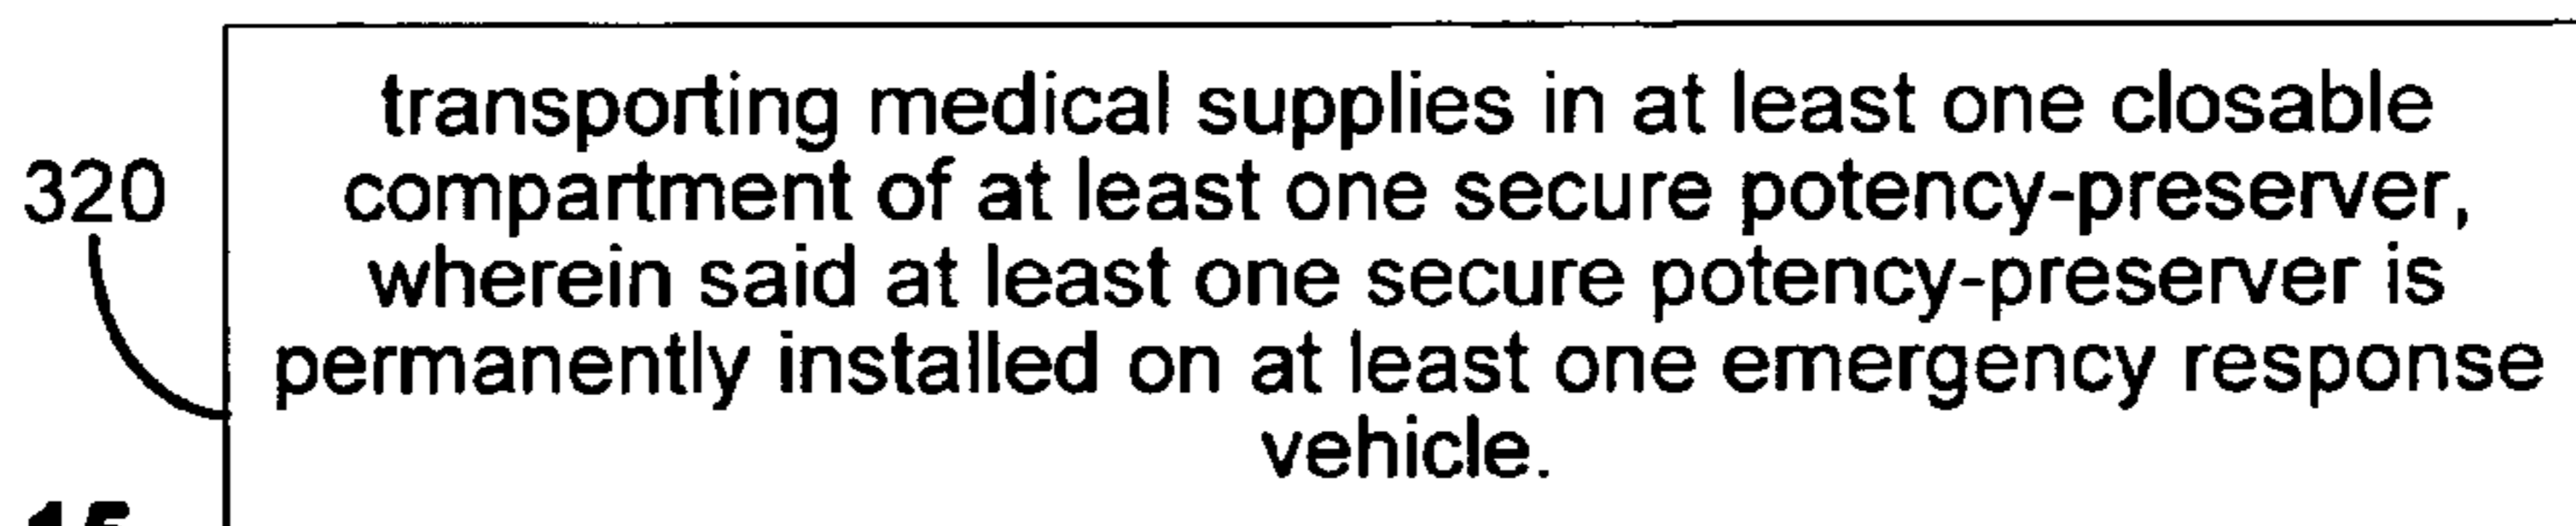 transporting medical supplies in at least one closable
320
compartment of at least one secure potency-preserver,
wherein said at least one secure potency-preserver is
permanently installed on at least one emergency response
vehicle.